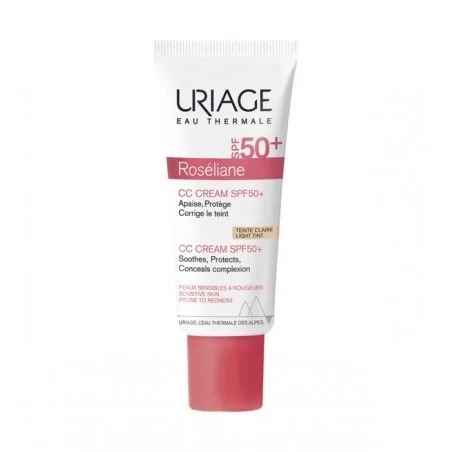 URIAGE
EAU THERMALE
SPF 50+
Roséliane
CC CREAM SPF50+
Apaise, Protège
Corrige le teint
TEINTE CLAIRE
LIGHT TINT
CC CREAM SPF50+
Soothes, Protects,
Conceals complexion
PEAUX SENSIBLES À ROUGEURS
SENSITIVE SKIN
PRONE TO REDNESS
URIAGE, L'EAU THERMALE DES ALPES